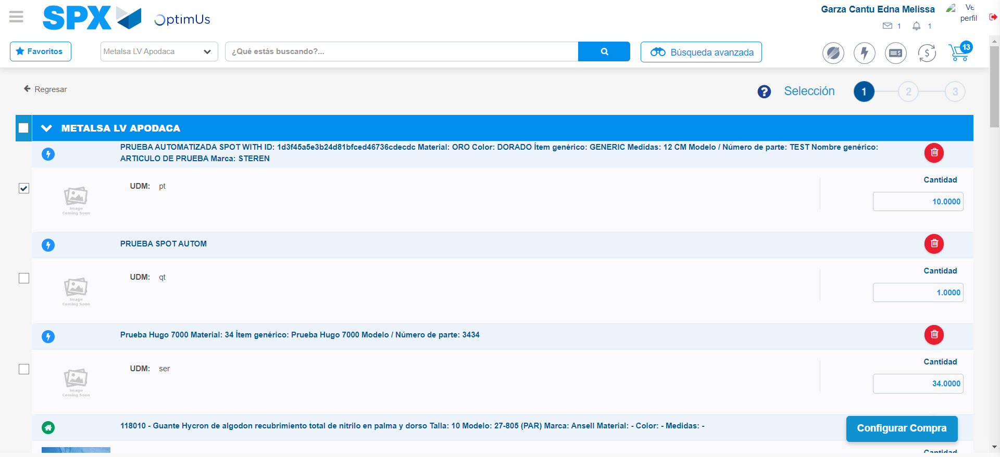 SPX
OptimUs
Garza Cantu Edna Melissa
1
1
perfil
Favoritos
Metalsa LV Apodaca
¿Qué estás buscando?...
Búsqueda avanzada
13
Regresar
Selección
1
2
3
METALSA LV APODACA
PRUEBA AUTOMATIZADA SPOT WITH ID: 1d3f45a5e3b24d81bfced46736cdecdc Material: ORO Color: DORADO Ítem genérico: GENERIC Medidas: 12 CM Modelo / Número de parte: TEST Nombre genérico:
ARTICULO DE PRUEBA Marca: STEREN
UDM: pt
Cantidad
10.0000
Image
Coming Soon
PRUEBA SPOT AUTOM
UDM: qt
Cantidad
1.0000
Image
Coming Soon
Prueba Hugo 7000 Material: 34 Ítem genérico: Prueba Hugo 7000 Modelo / Número de parte: 3434
UDM: ser
Cantidad
34.0000
Image
Coming Soon
118010 - Guante Hycron de algodon recubrimiento total de nitrilo en palma y dorso Talla: 10 Modelo: 27-805 (PAR) Marca: Ansell Material: - Color: - Medidas: -
Configurar Compra
Cantidad